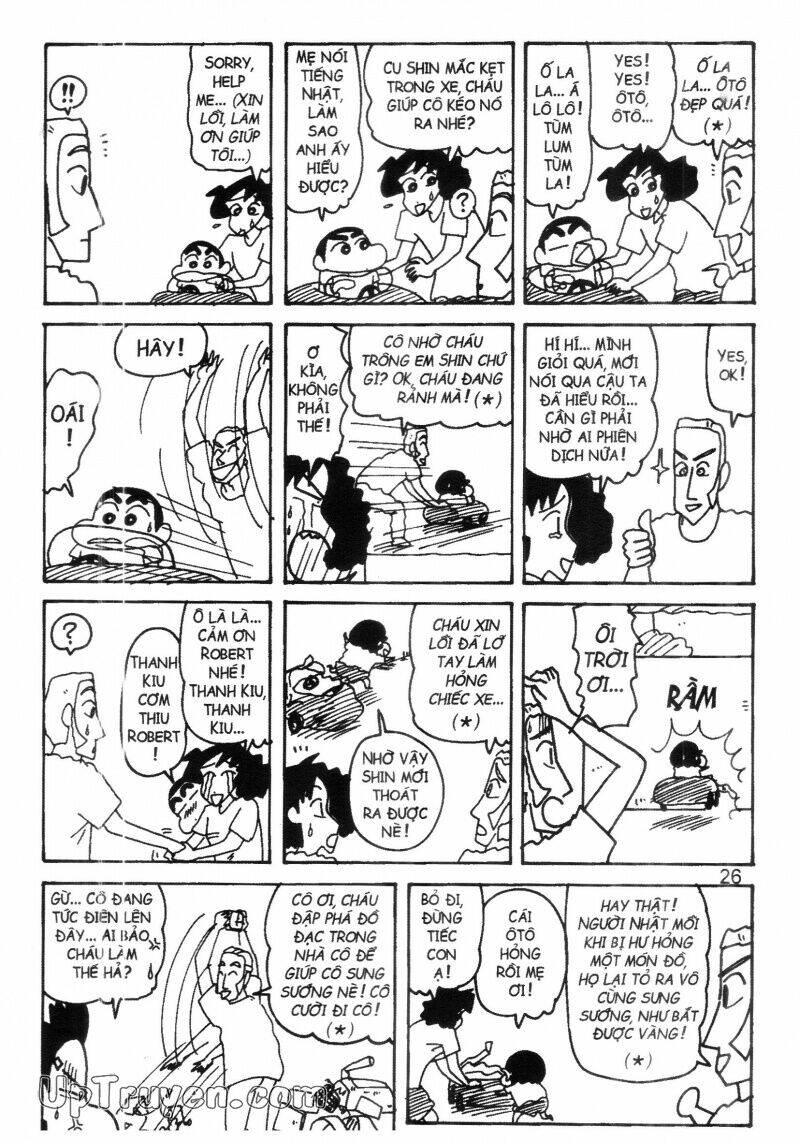 Ố LA
LA... ÔTÔ
ĐẸP QUÁ!
(*)
YES!
YES!
ÔTÔ,
ÔTÔ...
Ố LA
LA... Á
LÔ LÔ!
TÙM
LUM
TÙM
LA!
CU SHIN MẮC KẸT
TRONG XE, CHÁU
GIÚP CÔ KÉO NÓ
RA NHÉ?
?
MẸ NÓI
TIẾNG
NHẬT,
LÀM
SAO
ANH ẤY
HIỂU
ĐƯỢC?
SORRY,
HELP
ME... (XIN
LỖI, LÀM
ƠN GIÚP
TÔI...)
!!
YES,
OK!
HÍ HÍ... MÌNH
GIỎI QUÁ, MỚI
NÓI QUA CẬU TA
ĐÃ HIỂU RỒI...
CẦN GÌ PHẢI
NHỜ AI PHIÊN
DỊCH NỮA!
CÔ NHỜ CHÁU
TRÔNG EM SHIN CHỨ
GÌ? OK, CHÁU ĐANG
RẢNH MÀ! (*)
Ơ
KÌA,
KHÔNG
PHẢI
THẾ!
HÂY!
OÁI
!
ÔI
TRỜI
ƠI...
RẦM
CHÁU XIN
LỖI ĐÃ LỠ
TAY LÀM
HỎNG
CHIẾC XE...
(*)
NHỜ VẬY
SHIN MỚI
THOÁT
RA ĐƯỢC
NÈ!
Ô LÀ LÀ...
CẢM ƠN
ROBERT
NHÉ!
THANH KIU,
THANH
KIU...
THANH
KIU
CƠM
THIU
ROBERT
!
?
26
HAY THẬT!
NGƯỜI NHẬT MỖI
KHI BỊ HƯ HỎNG
MỘT MÓN ĐỒ,
HỌ LẠI TỎ RA VÔ
CÙNG SUNG
SƯỚNG, NHƯ BẮT
ĐƯỢC VÀNG!
(*)
CÁI
ÔTÔ
HỎNG
RỒI MẸ
ƠI!
BỎ ĐI,
ĐỪNG
TIẾC
CON
Ạ!
CÔ ƠI, CHÁU
ĐẬP PHÁ ĐỒ
ĐẠC TRONG
NHÀ CÔ ĐỂ
GIÚP CÔ SUNG
SƯỚNG NÈ! CÔ
CƯỜI ĐI CÔ!
(*)
GỪ... CÔ ĐANG
TỨC ĐIÊN LÊN
ĐÂY... AI BẢO
CHÁU LÀM
THẾ HẢ?
UpTruyen.com